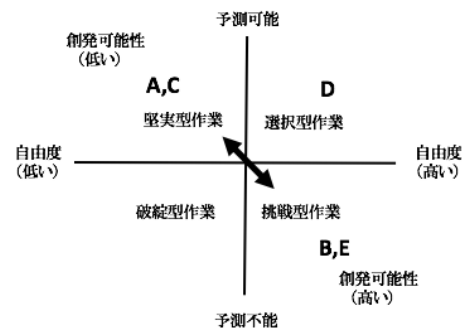 予測可能
創発可能性
（低い）
A,C
D
堅実型作業
選択型作業
自由度
（低い）
自由度
（高い）
破綻型作業
挑戦型作業
B,E
創発可能性
（高い）
予測不能